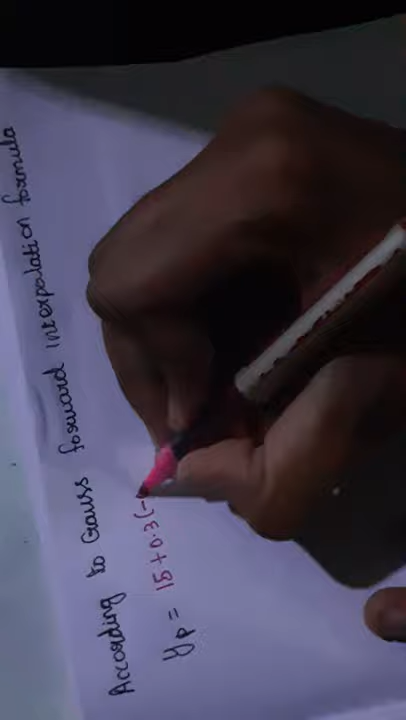 According to Gauss forward interpolation formula
yp = 15 + 0.3 (-